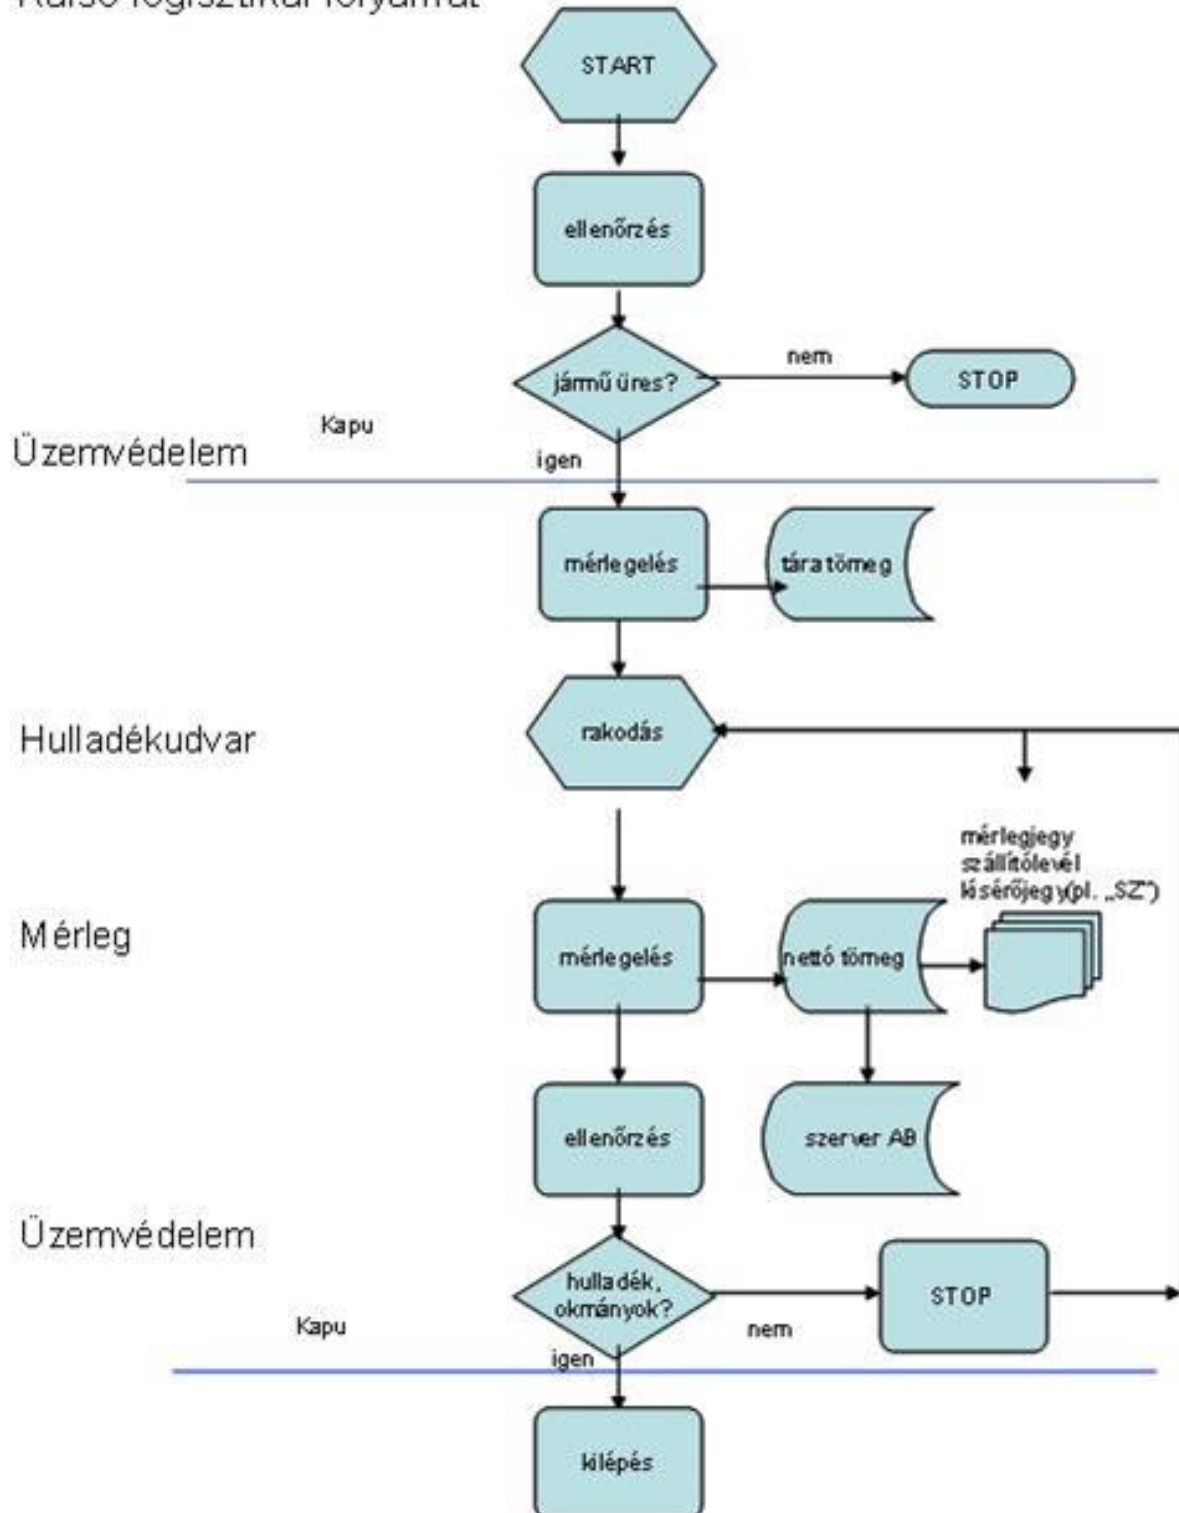 START
ellenőrzés
jármű üres?
nem
STOP
Kapu
Üzemvédelem
igen
mérlegelés
tára tömeg
rakodás
Hulladékudvar
mérlegjegy
szállítólevél
kisérőjegy(pl. „SZ")
Mérleg
mérlegelés
nettó tömeg
ellenőrzés
szerver AB
Üzemvédelem
hulladék,
okmányok?
STOP
nem
Kapu
igen
kilépés